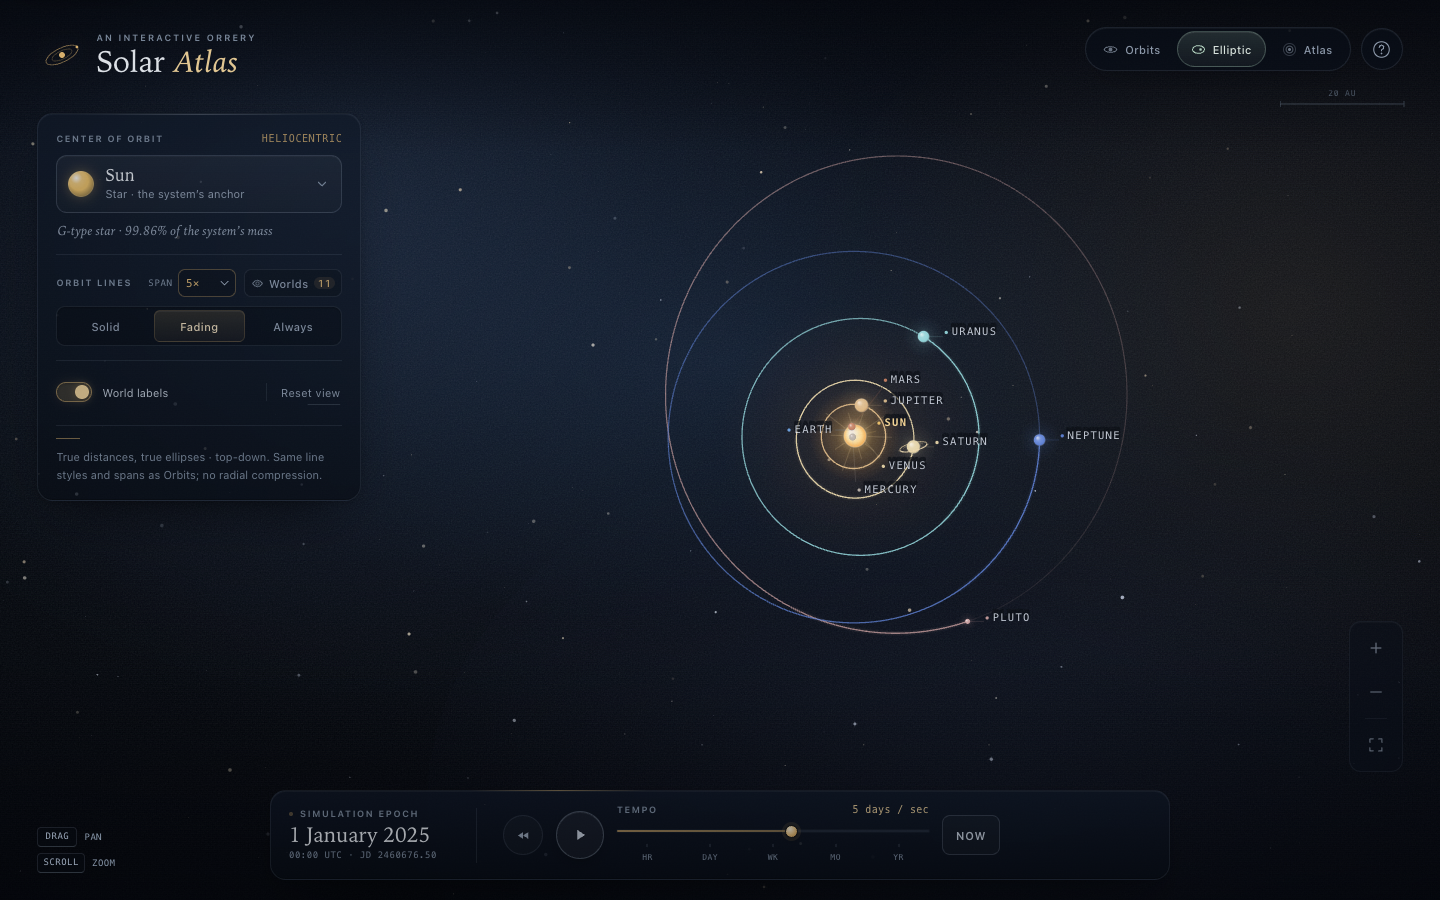 AN INTERACTIVE ORRERY
Solar Atlas
Orbits
Elliptic
Atlas
?
20 AU
CENTER OF ORBIT
HELIOCENTRIC
Sun
Star · the system's anchor
G-type star · 99.86% of the system's mass
ORBIT LINES
SPAN
5×
Worlds 11
Solid
Fading
Always
World labels
Reset view
True distances, true ellipses · top-down. Same line
styles and spans as Orbits; no radial compression.
URANUS
MARS
JUPITER
SUN
EARTH
SATURN
NEPTUNE
VENUS
MERCURY
PLUTO
DRAG PAN
SCROLL ZOOM
SIMULATION EPOCH
1 January 2025
00:00 UTC · JD 2460676.50
TEMPO
5 days / sec
HR DAY WK MO YR
NOW